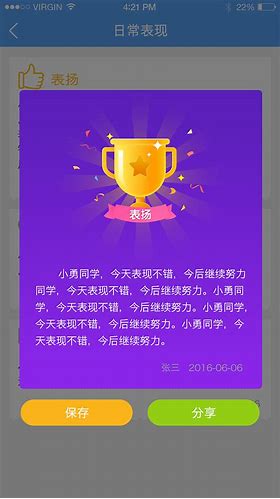 ●●●○○ VIRGIN 4:21 PM 22%
日常表现
表扬
表扬
小勇同学，今天表现不错，今后继续努力
同学，今天表现不错，今后继续努力。小勇同
学，今天表现不错，今后继续努力。小勇同学，
今天表现不错，今后继续努力。小勇同学，今
天表现不错，今后继续努力。
张三 2016-06-06
保存
分享